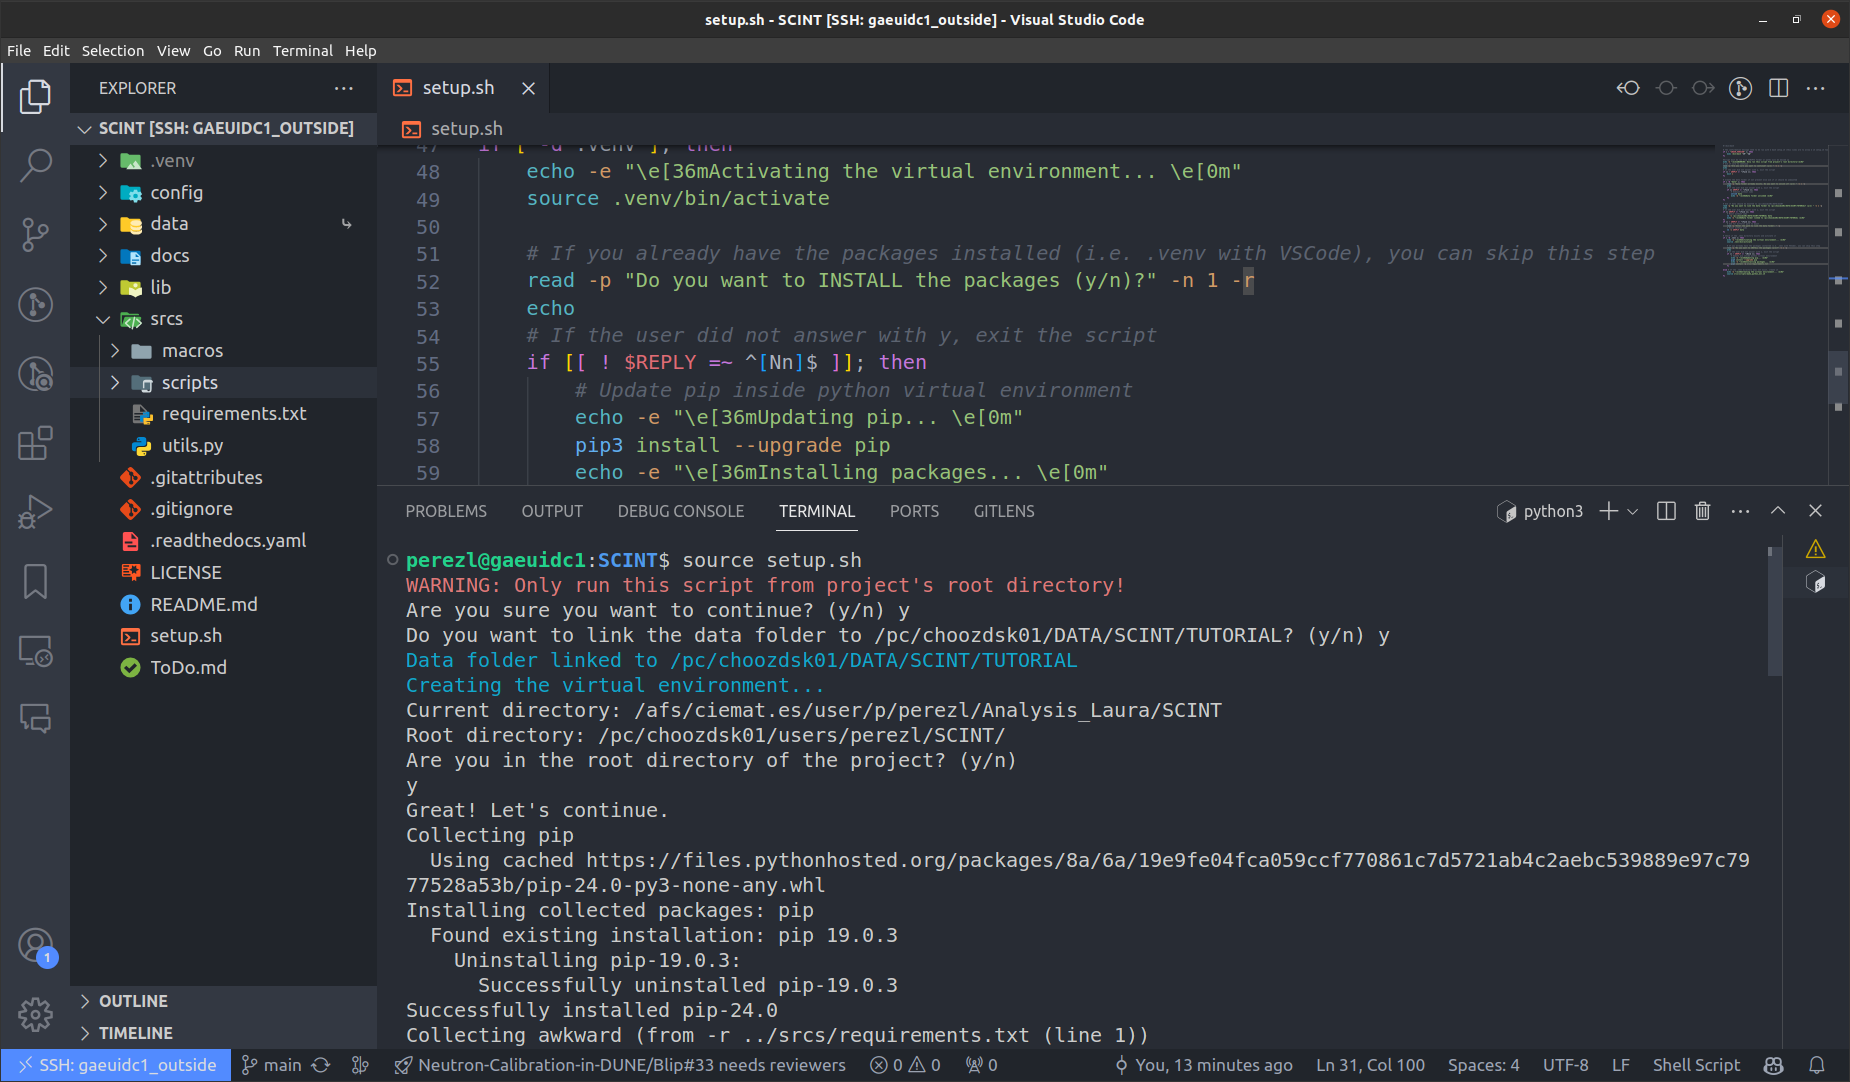 setup.sh - SCINT [SSH: gaeuidc1_outside] - Visual Studio Code
File Edit Selection View Go Run Terminal Help
EXPLORER
SCINT [SSH: GAEUIDC1_OUTSIDE]
.venv
config
data
docs
lib
srcs
macros
scripts
requirements.txt
utils.py
.gitattributes
.gitignore
.readthedocs.yaml
LICENSE
README.md
setup.sh
ToDo.md
OUTLINE
TIMELINE
1
setup.sh
setup.sh
47 if [ -d .venv ]; then
48 echo -e "\e[36mActivating the virtual environment... \e[0m"
49 source .venv/bin/activate
50
51 # If you already have the packages installed (i.e. .venv with VSCode), you can skip this step
52 read -p "Do you want to INSTALL the packages (y/n)?" -n 1 -r
53 echo
54 # If the user did not answer with y, exit the script
55 if [[ ! $REPLY =~ ^[Nn]$ ]]; then
56 # Update pip inside python virtual environment
57 echo -e "\e[36mUpdating pip... \e[0m"
58 pip3 install --upgrade pip
59 echo -e "\e[36mInstalling packages... \e[0m"
PROBLEMS OUTPUT DEBUG CONSOLE TERMINAL PORTS GITLENS
python3
perezl@gaeuidc1:SCINT$ source setup.sh
WARNING: Only run this script from project's root directory!
Are you sure you want to continue? (y/n) y
Do you want to link the data folder to /pc/choozdsk01/DATA/SCINT/TUTORIAL? (y/n) y
Data folder linked to /pc/choozdsk01/DATA/SCINT/TUTORIAL
Creating the virtual environment...
Current directory: /afs/ciemat.es/user/p/perezl/Analysis_Laura/SCINT
Root directory: /pc/choozdsk01/users/perezl/SCINT/
Are you in the root directory of the project? (y/n)
y
Great! Let's continue.
Collecting pip
Using cached https://files.pythonhosted.org/packages/8a/6a/19e9fe04fca059ccf770861c7d5721ab4c2aebc539889e97c79
77528a53b/pip-24.0-py3-none-any.whl
Installing collected packages: pip
Found existing installation: pip 19.0.3
Uninstalling pip-19.0.3:
Successfully uninstalled pip-19.0.3
Successfully installed pip-24.0
Collecting awkward (from -r ../srcs/requirements.txt (line 1))
SSH: gaeuidc1_outside main Neutron-Calibration-in-DUNE/Blip#33 needs reviewers 0 0 0 You, 13 minutes ago Ln 31, Col 100 Spaces: 4 UTF-8 LF Shell Script